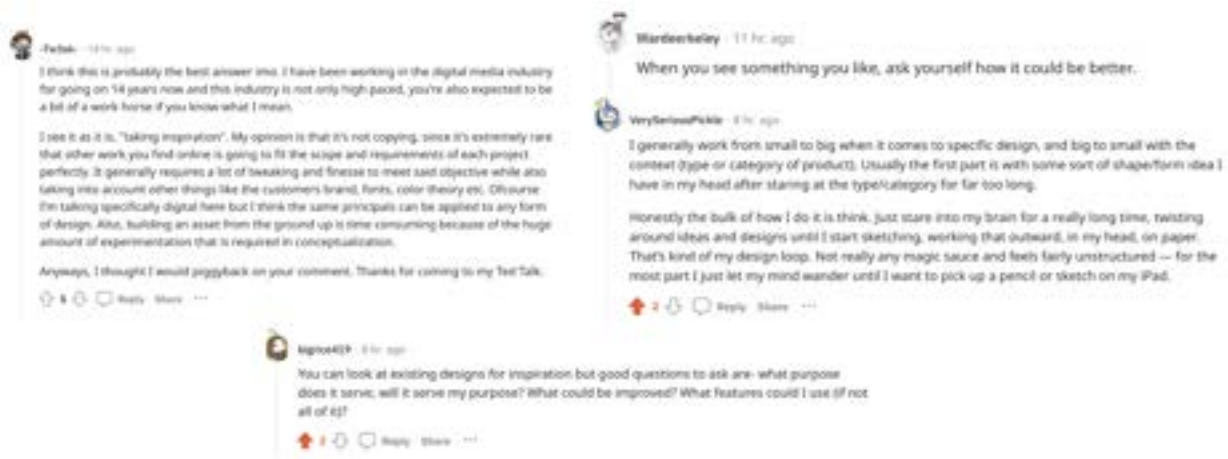 14 hr. ago
I think this is probably the best answer imo. I have been working in the digital media industry
for going on 14 years now and this industry is not only high paced, you're also expected to be
a bit of a work horse if you know what I mean.
I see it as it is, "taking inspiration". My opinion is that it's not copying, since it's extremely rare
that other work you find online is going to fit the scope and requirements of each project
perfectly. It generally requires a lot of tweaking and finesse to meet said objective while also
taking into account other things like the customers brand, fonts, color theory etc. Ofcourse
I'm talking specifically digital here but I think the same principals can be applied to any form
of design. Also, building an asset from the ground up is time consuming because of the huge
amount of experimentation that is required in conceptualization.
Anyways, I thought I would piggyback on your comment. Thanks for coming to my Ted Talk.
Reply Share ...
11 hr. ago
When you see something you like, ask yourself how it could be better.
VerySeriousPickle · 8 hr. ago
I generally work from small to big when it comes to specific design, and big to small with the
context (type or category of product). Usually the first part is with some sort of shape/form idea I
have in my head after staring at the type/category for far too long.
Honestly the bulk of how I do it is think. Just stare into my brain for a really long time, twisting
around ideas and designs until I start sketching, working that outward, in my head, on paper.
That's kind of my design loop. Not really any magic sauce and feels fairly unstructured — for the
most part I just let my mind wander until I want to pick up a pencil or sketch on my iPad.
2 Reply Share ...
8 hr. ago
You can look at existing designs for inspiration but good questions to ask are- what purpose
does it serve, will it serve my purpose? What could be improved? What features could I use (if not
all of it)?
Reply Share ...